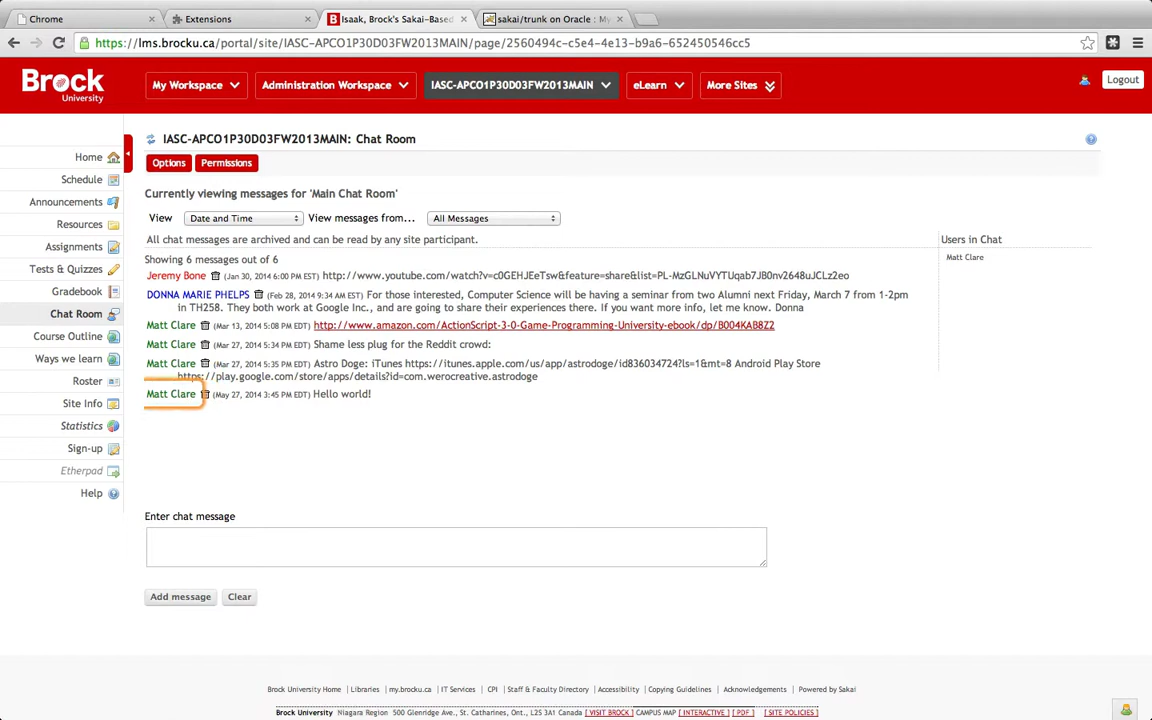 Chrome
Extensions
Isaak, Brock's Sakai-Based
sakai/trunk on Oracle : My
https://lms.brocku.ca/portal/site/IASC-APCO1P30D03FW2013MAIN/page/2560494c-c5e4-4e13-b9a6-652450546cc5
Brock
University
My Workspace
Administration Workspace
IASC-APCO1P30D03FW2013MAIN
eLearn
More Sites
Logout
Home
Schedule
Announcements
Resources
Assignments
Tests & Quizzes
Gradebook
Chat Room
Course Outline
Ways we learn
Roster
Site Info
Statistics
Sign-up
Etherpad
Help
IASC-APCO1P30D03FW2013MAIN: Chat Room
Options Permissions
Currently viewing messages for 'Main Chat Room'
View Date and Time View messages from... All Messages
All chat messages are archived and can be read by any site participant.
Showing 6 messages out of 6
Jeremy Bone (Jan 30, 2014 6:00 PM EST) http://www.youtube.com/watch?v=c0GEHJEeTsw&feature=share&list=PL-MzGLNuVYTUqab7JB0nv2648uJCLz2eo
DONNA MARIE PHELPS (Feb 28, 2014 9:34 AM EST) For those interested, Computer Science will be having a seminar from two Alumni next Friday, March 7 from 1-2pm
in TH258. They both work at Google Inc., and are going to share their experiences there. If you want more info, let me know. Donna
Matt Clare (Mar 13, 2014 5:08 PM EDT) http://www.amazon.com/ActionScript-3-0-Game-Programming-University-ebook/dp/B004KAB8Z2
Matt Clare (Mar 27, 2014 5:34 PM EDT) Shame less plug for the Reddit crowd:
Matt Clare (Mar 27, 2014 5:35 PM EDT) Astro Doge: iTunes https://itunes.apple.com/us/app/astrodoge/id836034724?ls=1&mt=8 Android Play Store
https://play.google.com/store/apps/details?id=com.werocreative.astrodoge
Matt Clare (May 27, 2014 3:45 PM EDT) Hello world!
Users in Chat
Matt Clare
Enter chat message
Add message Clear
Brock University Home | Libraries | my.brocku.ca | IT Services | CPI | Staff & Faculty Directory | Accessibility | Copying Guidelines | Acknowledgements | Powered by Sakai
Brock University Niagara Region 500 Glenridge Ave., St. Catharines, Ont., L2S 3A1 Canada [ VISIT BROCK ] CAMPUS MAP [ INTERACTIVE ] [ PDF ] [ SITE POLICIES ]